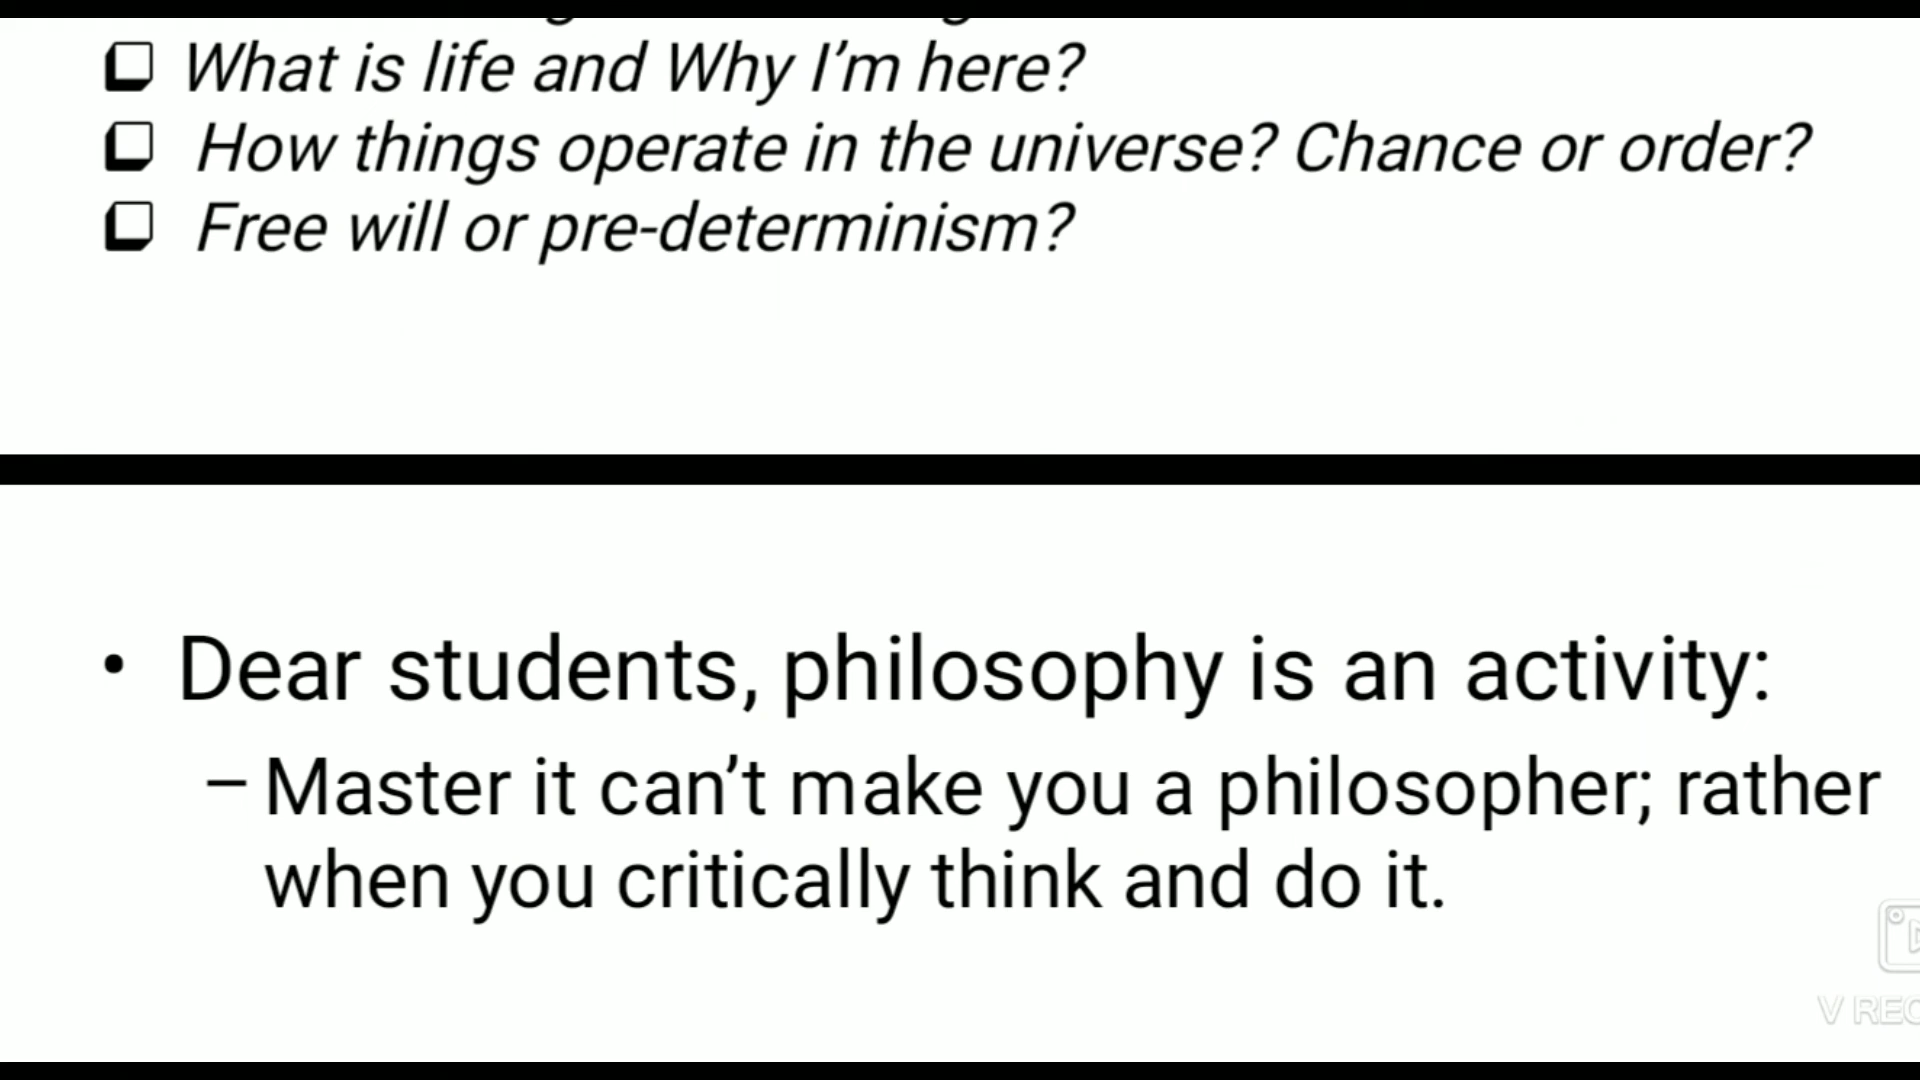 ❑ What is life and Why I’m here?
❑ How things operate in the universe? Chance or order?
❑ Free will or pre-determinism?
• Dear students, philosophy is an activity:
– Master it can’t make you a philosopher; rather
when you critically think and do it.
V REC